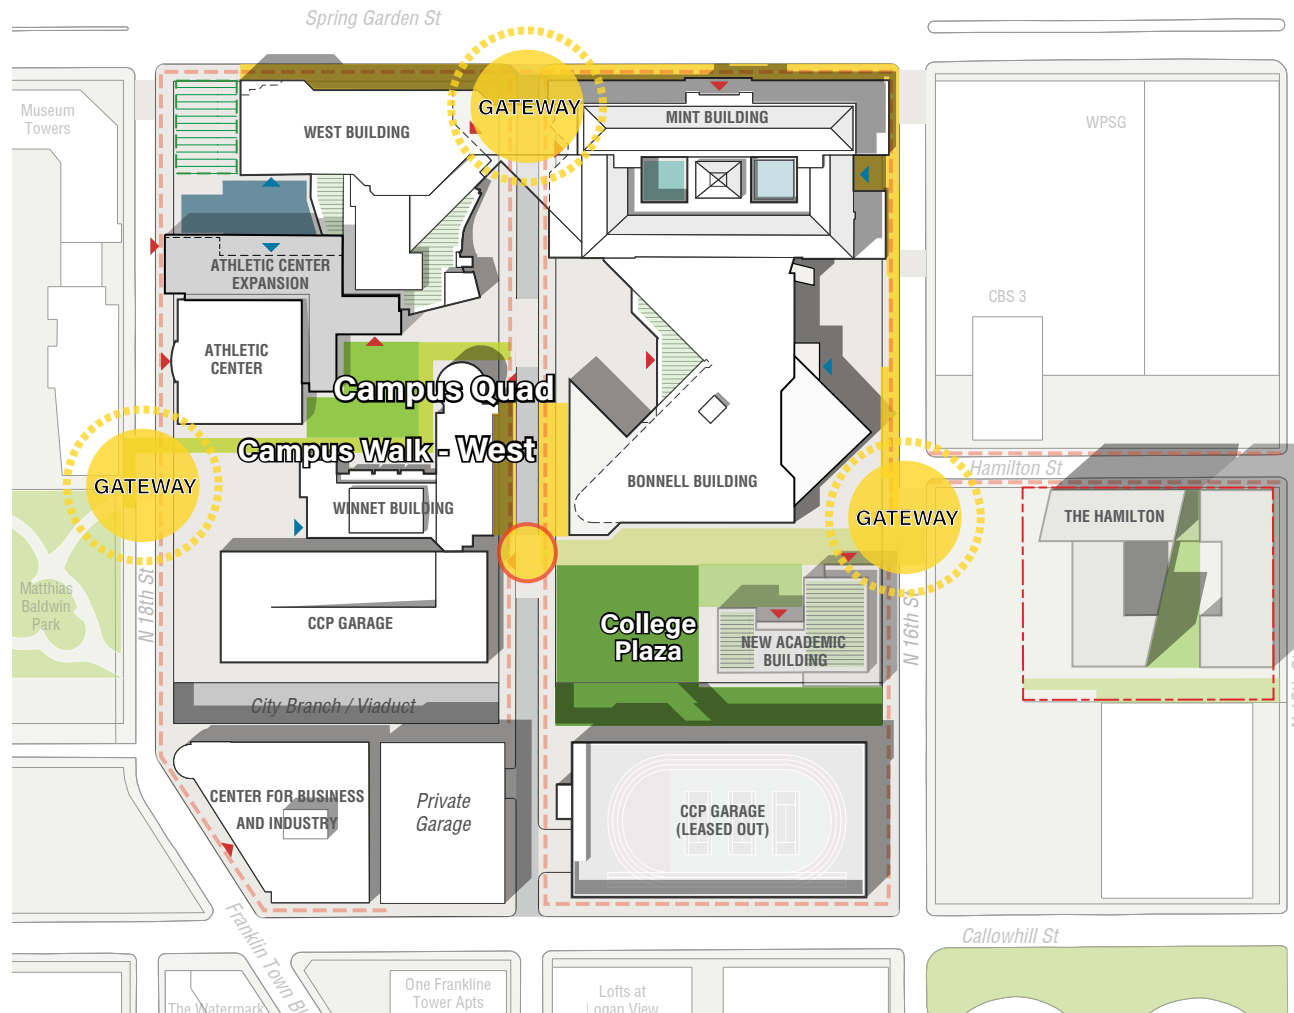 Spring Garden St
Museum
Towers
GATEWAY
WEST BUILDING
MINT BUILDING
WPSG
ATHLETIC CENTER
EXPANSION
CBS 3
ATHLETIC
CENTER
Campus Quad
Campus Walk - West
Hamilton St
GATEWAY
WINNET BUILDING
BONNELL BUILDING
GATEWAY
THE HAMILTON
Matthias
Baldwin
Park
N 18th St
CCP GARAGE
College
Plaza
NEW ACADEMIC
BUILDING
N 16th St
City Branch / Viaduct
CENTER FOR BUSINESS
AND INDUSTRY
Private
Garage
CCP GARAGE
(LEASED OUT)
Franklin Town Bl
Callowhill St
The Watermark
One Frankline
Tower Apts
Lofts at
Logan View